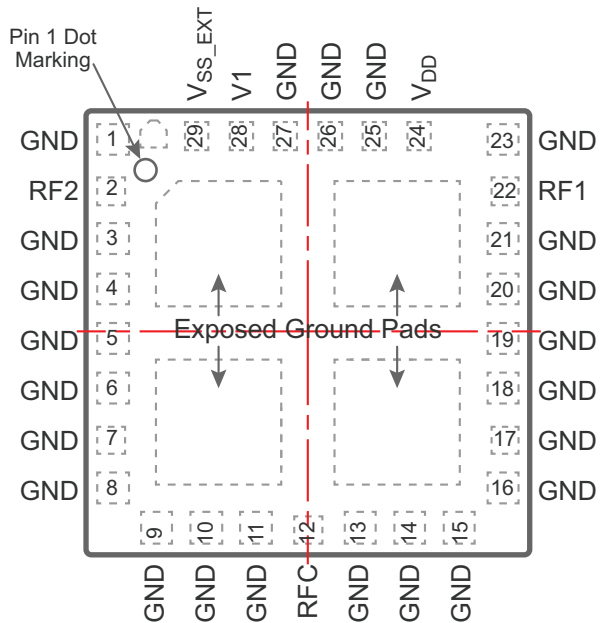 Pin 1 Dot
Marking
VSS_EXT
V1
GND
GND
GND
VDD
29
28
27
26
25
24
GND 1
23 GND
RF2 2
22 RF1
GND 3
21 GND
GND 4
20 GND
GND 5
Exposed Ground Pads
19 GND
GND 6
18 GND
GND 7
17 GND
GND 8
16 GND
9
10
11
12
13
14
15
GND
GND
GND
RFC
GND
GND
GND